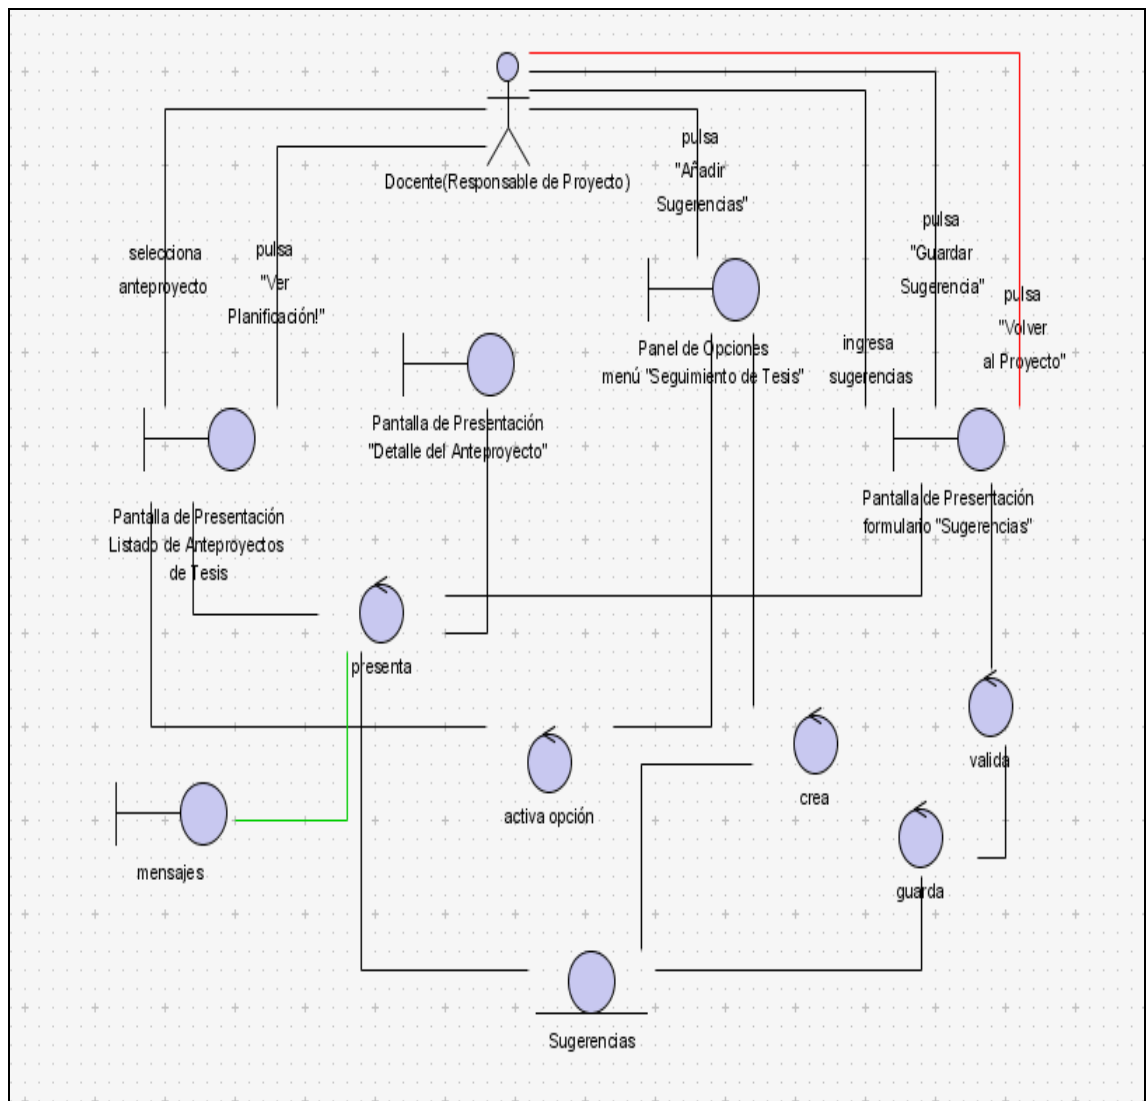 Docente(Responsable de Proyecto)
pulsa
"Añadir
Sugerencias"
selecciona
anteproyecto
pulsa
"Ver
Planificación!"
pulsa
"Guardar
Sugerencia"
pulsa
"Volver
al Proyecto"
ingresa
sugerencias
Panel de Opciones
menú "Seguimiento de Tesis"
Pantalla de Presentación
"Detalle del Anteproyecto"
Pantalla de Presentación
Listado de Anteproyectos
de Tesis
Pantalla de Presentación
formulario "Sugerencias"
presenta
valida
crea
activa opción
mensajes
guarda
Sugerencias